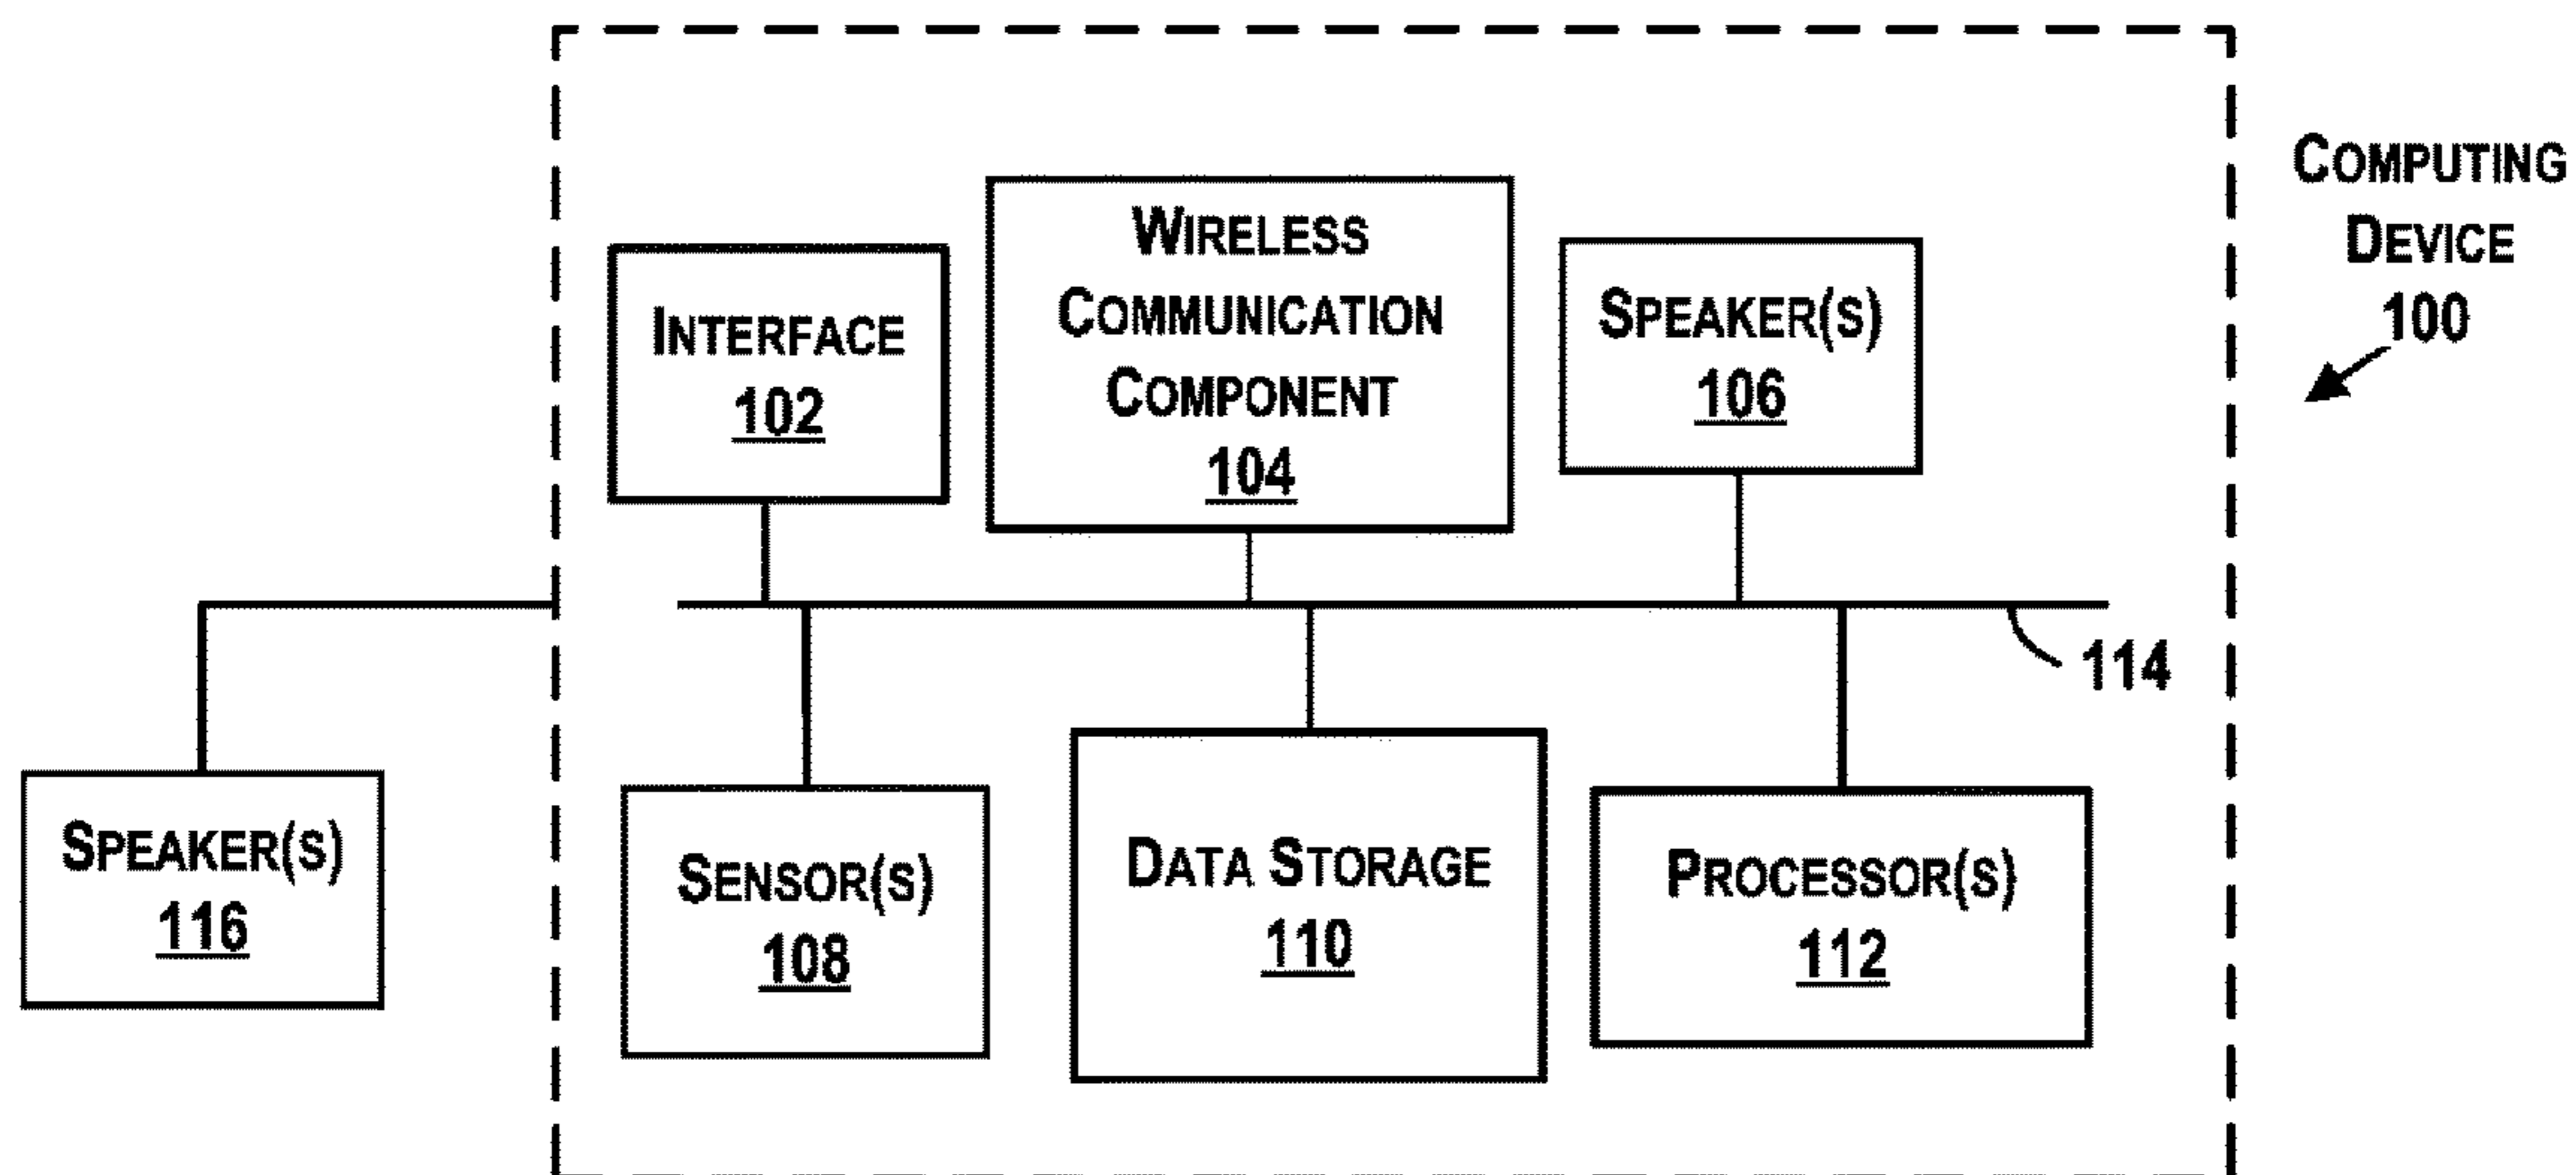 COMPUTING
DEVICE
100
INTERFACE
102
WIRELESS
COMMUNICATION
COMPONENT
104
SPEAKER(S)
106
114
SPEAKER(S)
116
SENSOR(S)
108
DATA STORAGE
110
PROCESSOR(S)
112